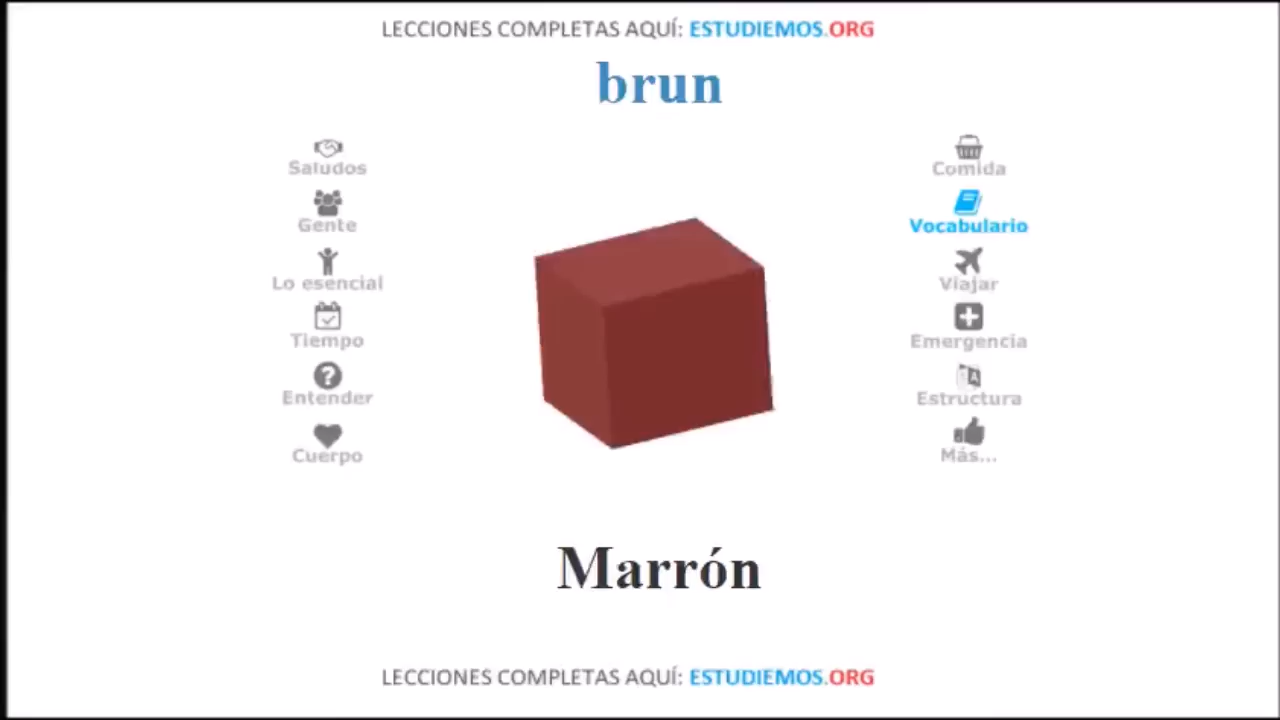 LECCIONES COMPLETAS AQUÍ: ESTUDIEMOS.ORG
brun
Saludos
Gente
Lo esencial
Tiempo
Entender
Cuerpo
Comida
Vocabulario
Viajar
Emergencia
Estructura
Más...
Marrón
LECCIONES COMPLETAS AQUÍ: ESTUDIEMOS.ORG